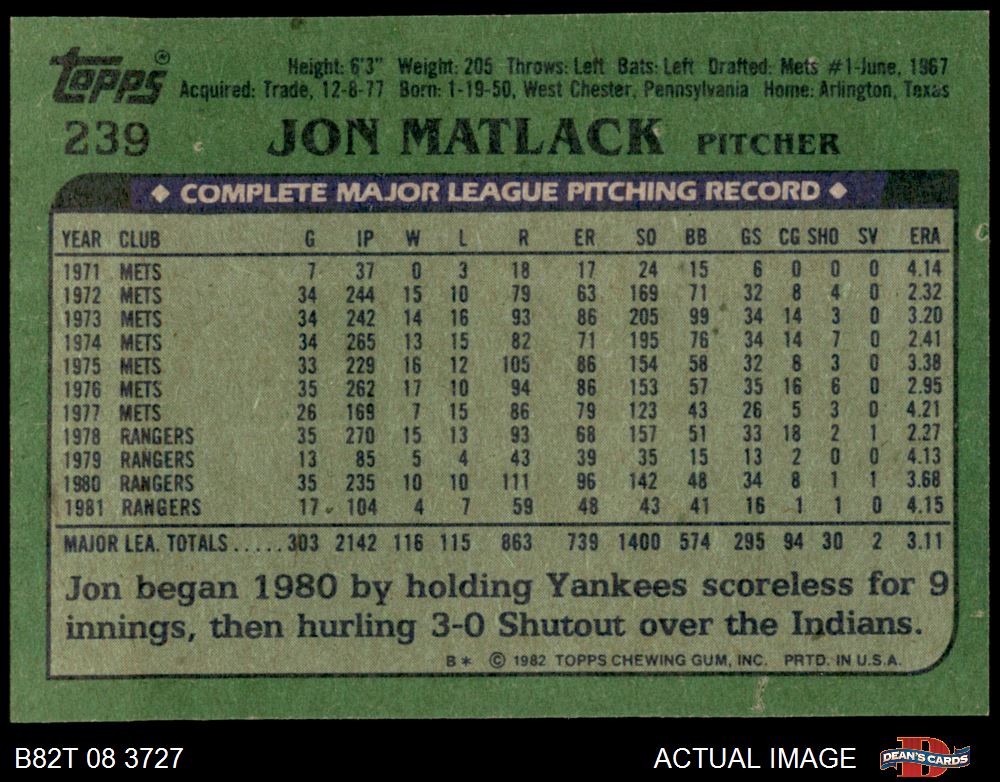 Topps®
Height: 6'3" Weight: 205 Throws: Left Bats: Left Drafted: Mets #1-June, 1967
Acquired: Trade, 12-8-77 Born: 1-19-50, West Chester, Pennsylvania Home: Arlington, Texas
239 JON MATLACK PITCHER
◆ COMPLETE MAJOR LEAGUE PITCHING RECORD ◆
YEAR CLUB G IP W L R ER SO BB GS CG SHO SV ERA
1971 METS 7 37 0 3 18 17 24 15 6 0 0 0 4.14
1972 METS 34 244 15 10 79 63 169 71 32 8 4 0 2.32
1973 METS 34 242 14 16 93 86 205 99 34 14 3 0 3.20
1974 METS 34 265 13 15 82 71 195 76 34 14 7 0 2.41
1975 METS 33 229 16 12 105 86 154 58 32 8 3 0 3.38
1976 METS 35 262 17 10 94 86 153 57 35 16 6 0 2.95
1977 METS 26 169 7 15 86 79 123 43 26 5 3 0 4.21
1978 RANGERS 35 270 15 13 93 68 157 51 33 18 2 1 2.27
1979 RANGERS 13 85 5 4 43 39 35 15 13 2 0 0 4.13
1980 RANGERS 35 235 10 10 111 96 142 48 34 8 1 1 3.68
1981 RANGERS 17 104 4 7 59 48 43 41 16 1 1 0 4.15
MAJOR LEA. TOTALS.....303 2142 116 115 863 739 1400 574 295 94 30 2 3.11
Jon began 1980 by holding Yankees scoreless for 9
innings, then hurling 3-0 Shutout over the Indians.
B* © 1982 TOPPS CHEWING GUM, INC. PRTD. IN U.S.A.
B82T 08 3727 ACTUAL IMAGE DEAN'S CARDS